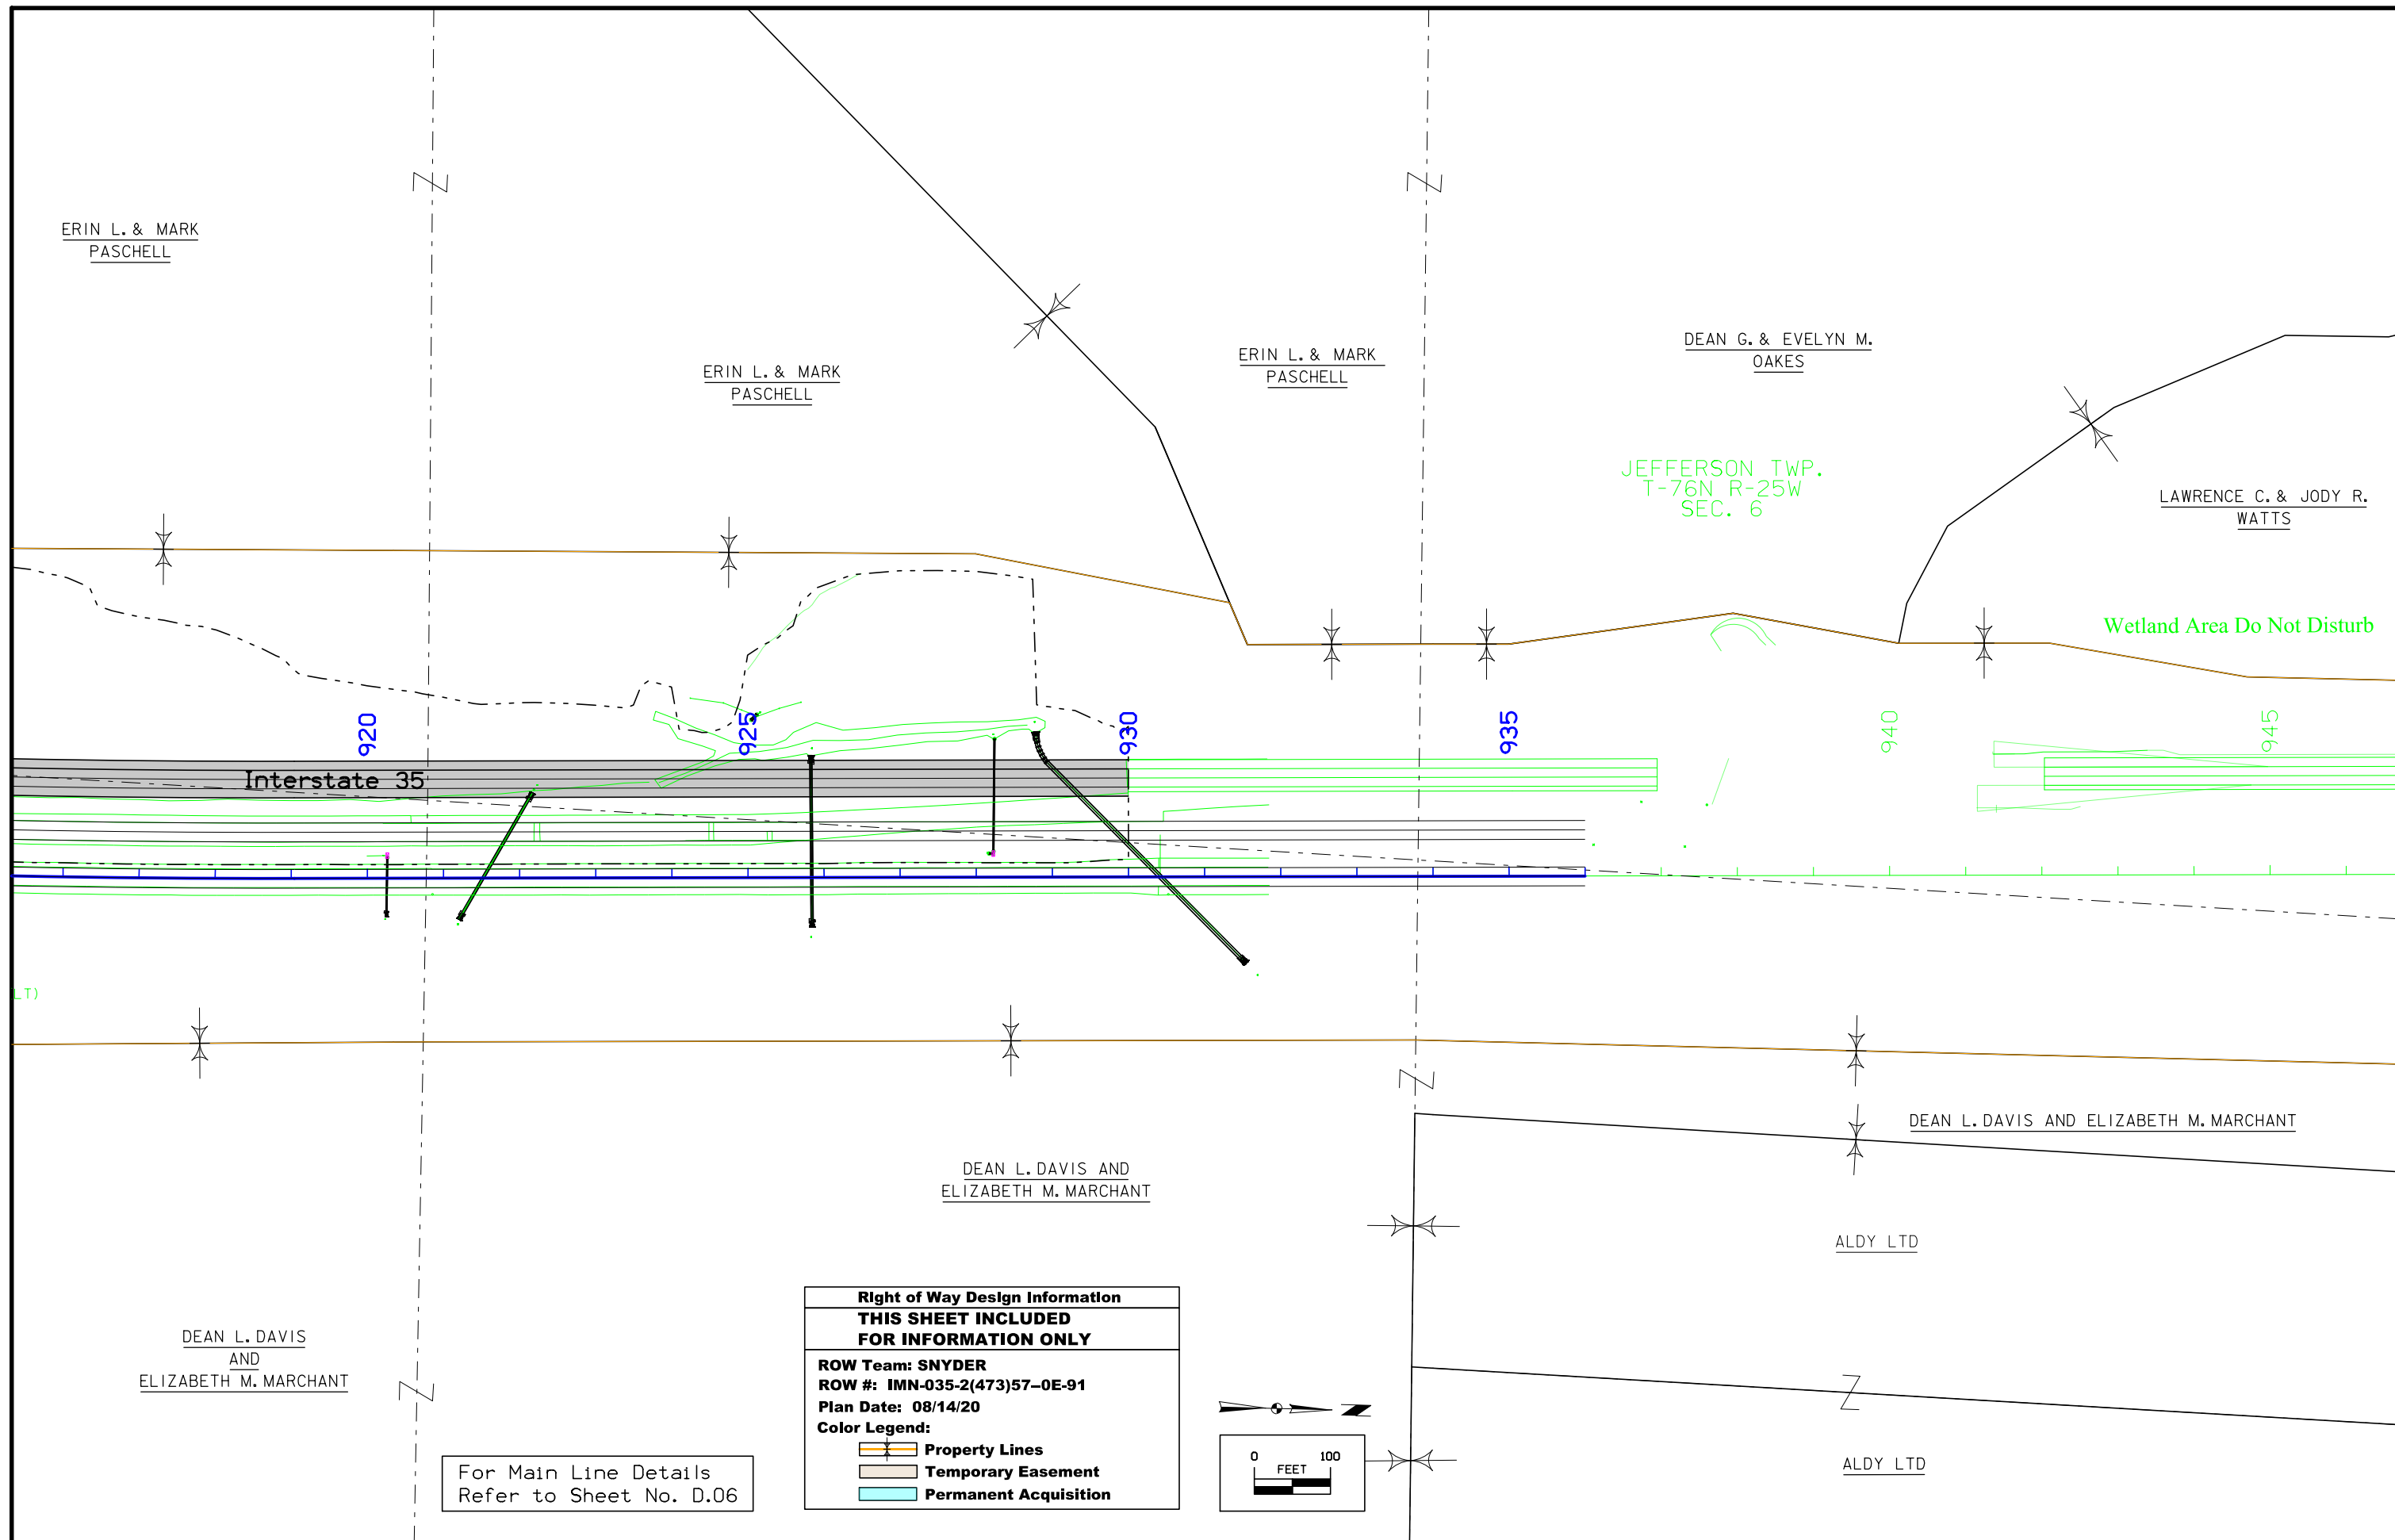 ERIN L. & MARK
PASCHELL
ERIN L. & MARK
PASCHELL
ERIN L. & MARK
PASCHELL
DEAN G. & EVELYN M.
OAKES
JEFFERSON TWP.
T-76N R-25W
SEC. 6
LAWRENCE C. & JODY R.
WATTS
Wetland Area Do Not Disturb
920
925
930
935
940
945
Interstate 35
LT)
DEAN L. DAVIS AND ELIZABETH M. MARCHANT
DEAN L. DAVIS AND
ELIZABETH M. MARCHANT
ALDY LTD
DEAN L. DAVIS
AND
ELIZABETH M. MARCHANT
Right of Way Design Information
THIS SHEET INCLUDED
FOR INFORMATION ONLY
ROW Team: SNYDER
ROW #: IMN-035-2(473)57--0E-91
Plan Date: 08/14/20
Color Legend:
Property Lines
Temporary Easement
Permanent Acquisition
For Main Line Details
Refer to Sheet No. D.06
N
0 100
FEET
ALDY LTD